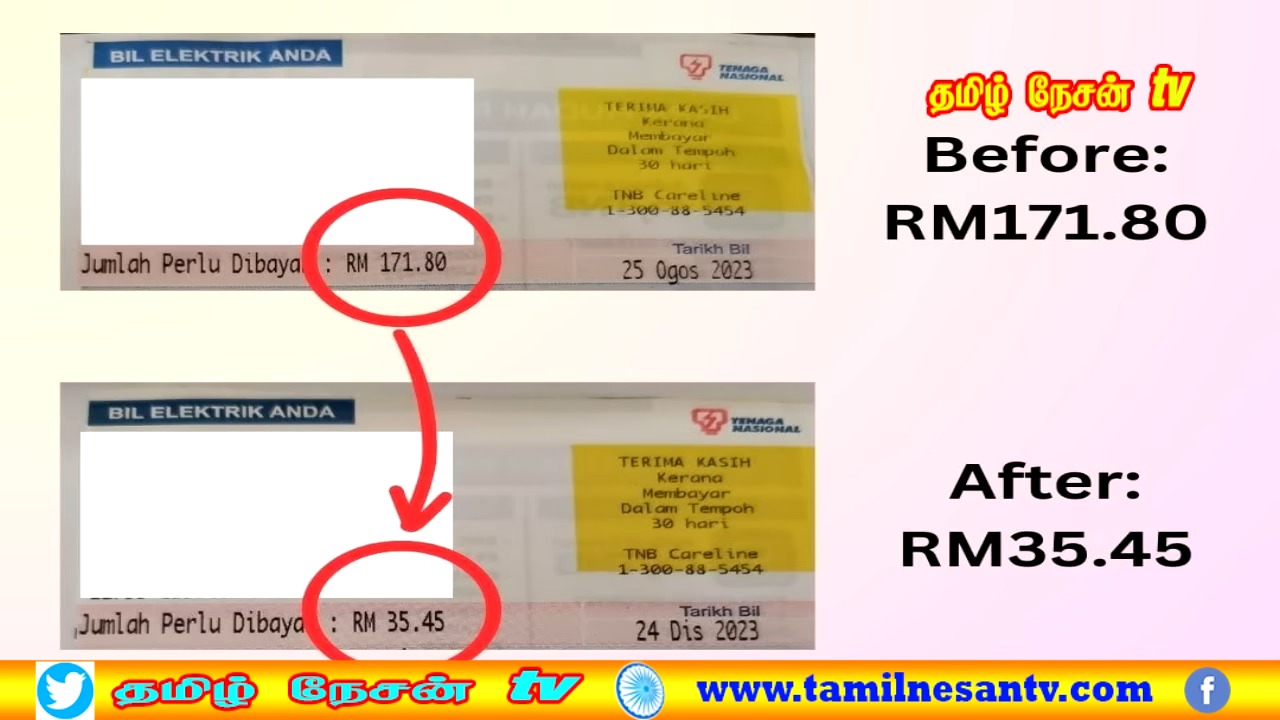 BIL ELEKTRIK ANDA
TENAGA
NASIONAL
TERIMA KASIH
Kerana
Membayar
Dalam Tempoh
30 hari
TNB Careline
1-300-88-5454
Jumlah Perlu Dibaya : RM 171.80
Tarikh Bil
25 Ogos 2023
தமிழ் நேசன் tv
Before:
RM171.80
BIL ELEKTRIK ANDA
TENAGA
NASIONAL
TERIMA KASIH
Kerana
Membayar
Dalam Tempoh
30 hari
TNB Careline
1-300-88-5454
Jumlah Perlu Dibaya : RM 35.45
Tarikh Bil
24 Dis 2023
After:
RM35.45
தமிழ் நேசன் tv
www.tamilnesantv.com